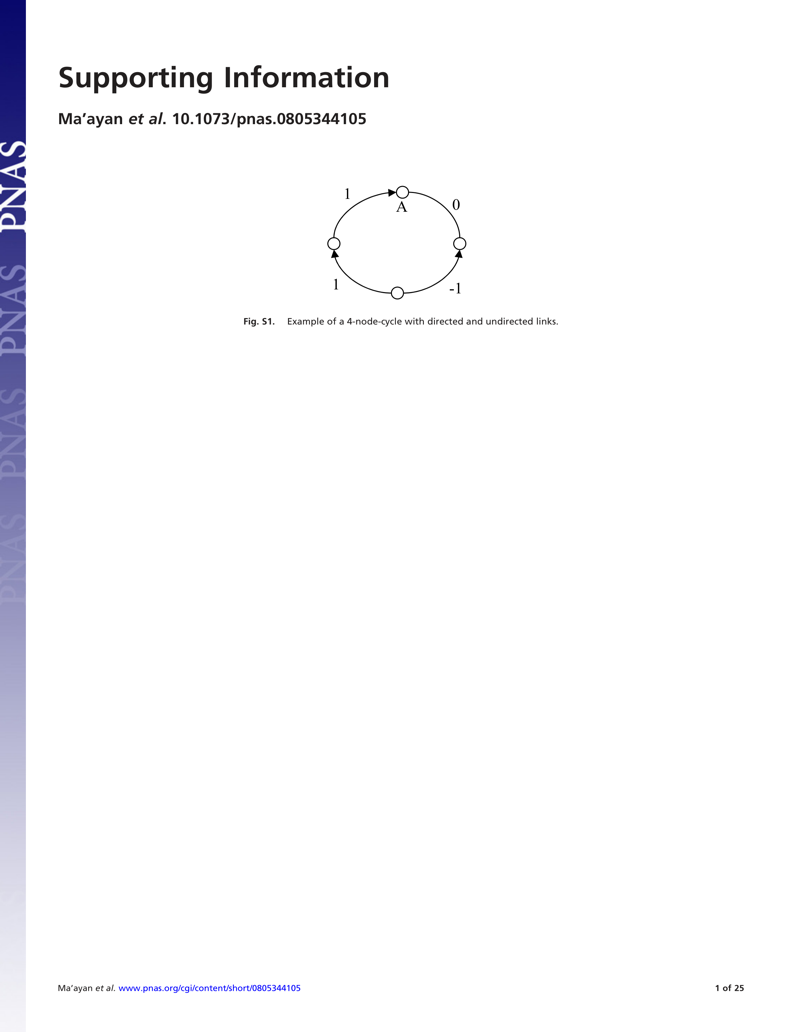 Supporting Information
Ma’ayan et al. 10.1073/pnas.0805344105
PNAS PNAS PNAS PNAS
1
A
0
1
-1
Fig. S1. Example of a 4-node-cycle with directed and undirected links.
Ma’ayan et al. www.pnas.org/cgi/content/short/0805344105
1 of 25